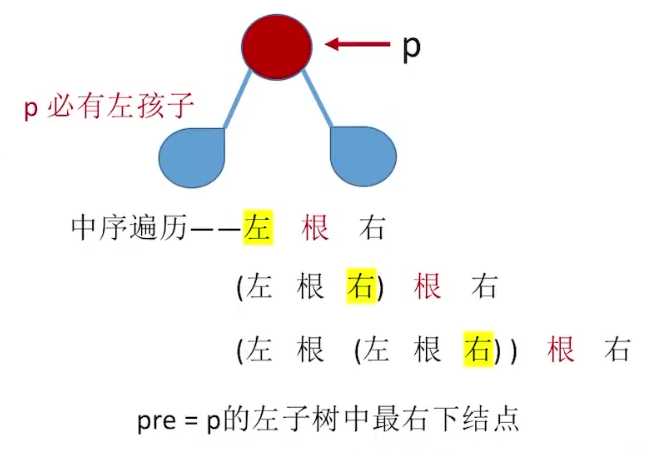 p
p 必有左孩子
中序遍历——左 根 右
(左 根 右) 根 右
(左 根 (左 根 右) ) 根 右
pre = p的左子树中最右下结点